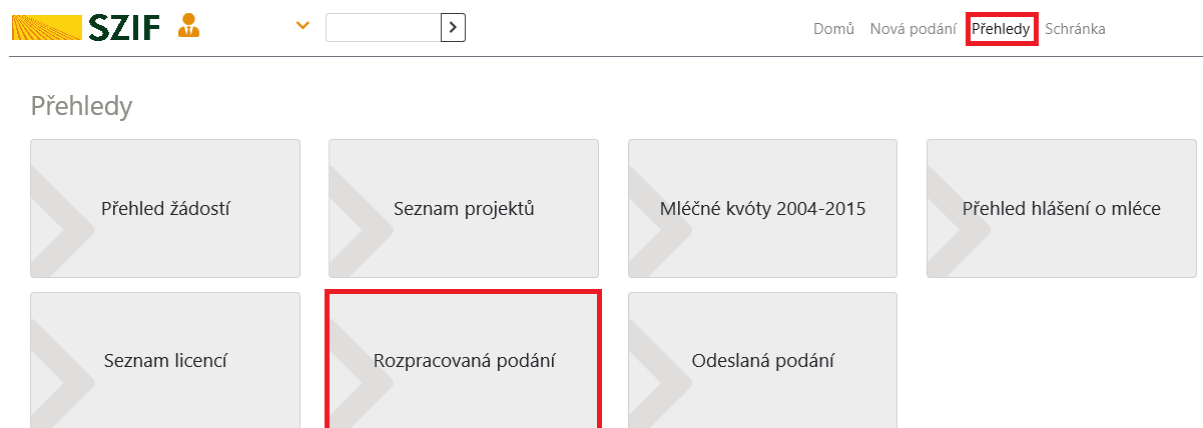 SZIF
Domů Nová podání Přehledy Schránka
Přehledy
Přehled žádostí
Seznam projektů
Mléčné kvóty 2004-2015
Přehled hlášení o mléce
Seznam licencí
Rozpracovaná podání
Odeslaná podání